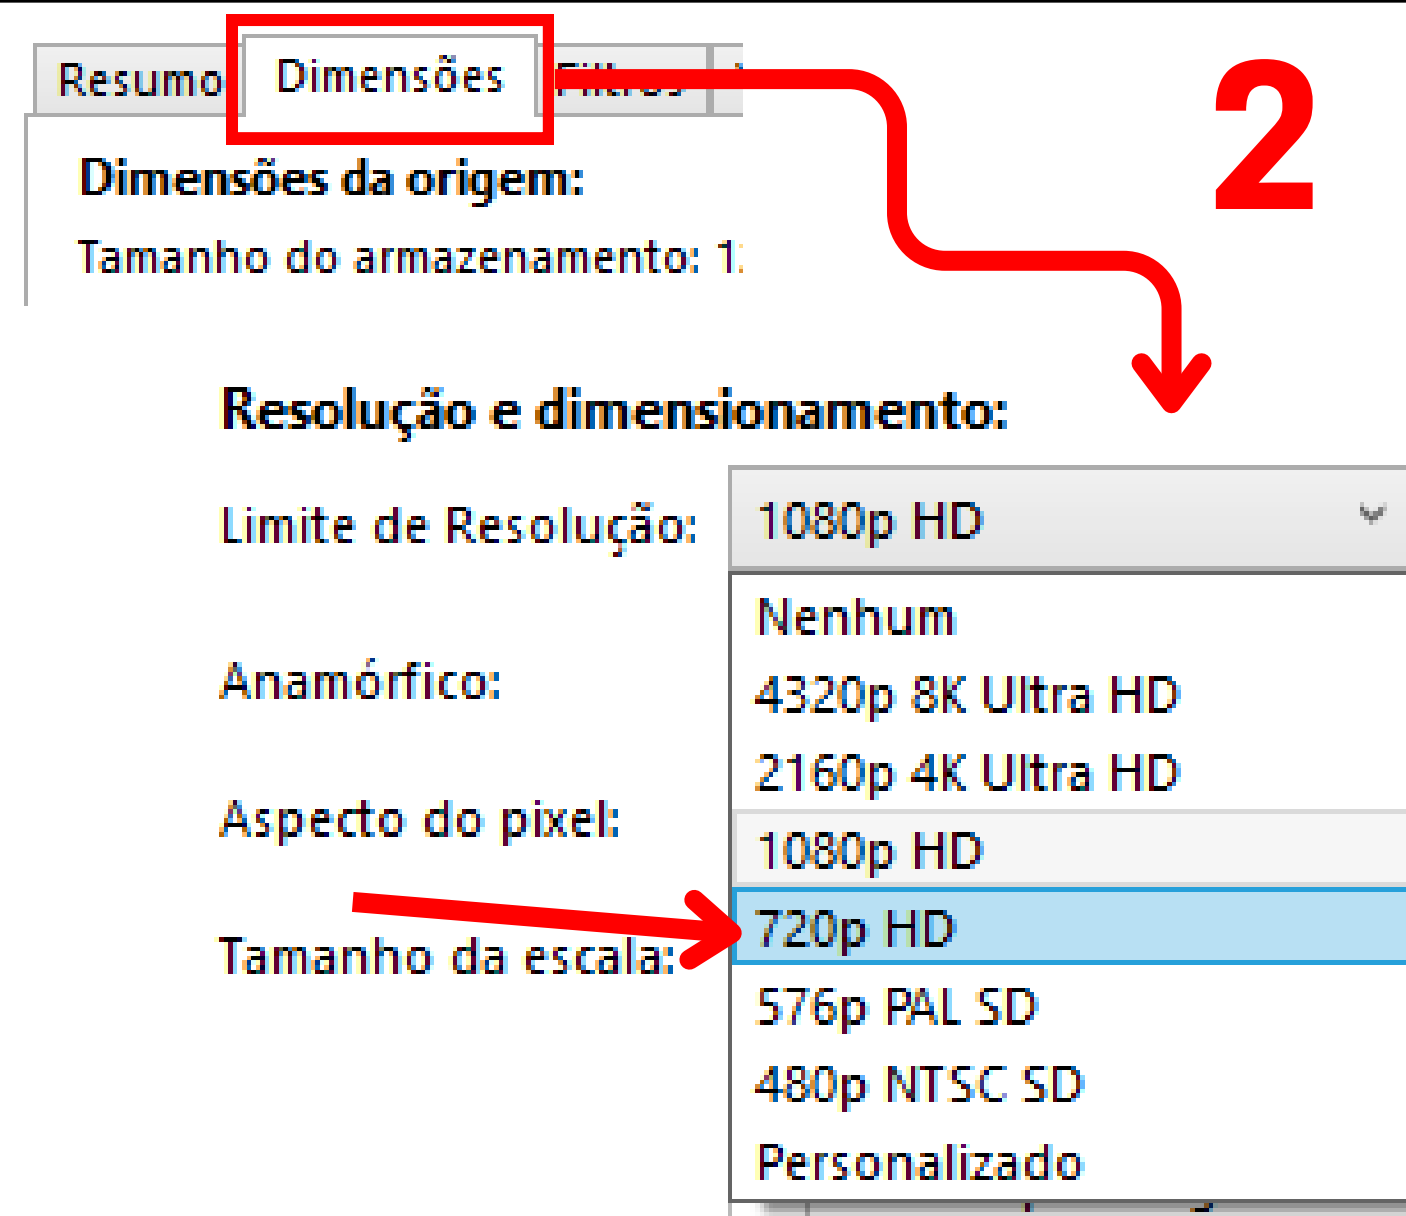 Resumo Dimensões Filtros
2
Dimensões da origem:
Tamanho do armazenamento:
Resolução e dimensionamento:
Limite de Resolução: 1080p HD
Nenhum
Anamórfico:
4320p 8K Ultra HD
2160p 4K Ultra HD
Aspecto do pixel:
1080p HD
720p HD
Tamanho da escala:
576p PAL SD
480p NTSC SD
Personalizado